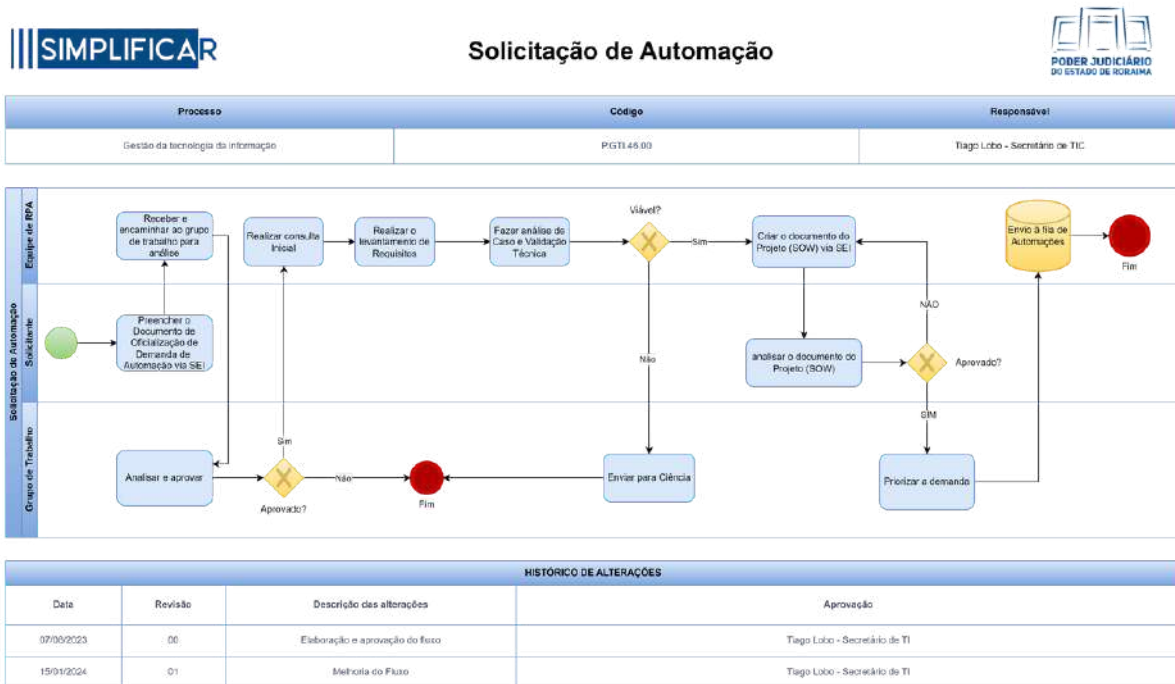 SIMPLIFICAR
Solicitação de Automação
PODER JUDICIÁRIO
DO ESTADO DE RORAIMA
Processo
Código
Responsável
Gestão da tecnologia da informação
PGTI.46.00
Tiago Lobo - Secretário de TIC
Solicitação de Automação
Equipe de RPA
Receber e
encaminhar ao grupo
de trabalho para
análise
Realizar consulta
Inicial
Realizar o
levantamento de
Requisitos
Fazer análise de
Caso e Validação
Técnica
Viável?
Sim
Criar o documento do
Projeto (SOW) via SEI
Envio à fila de
Automações
Fim
Solicitante
Preencher o
Documento de
Oficialização de
Demanda de
Automação via SEI
Não
analisar o documento do
Projeto (SOW)
NÃO
Aprovado?
SIM
Grupo de Trabalho
Analisar e aprovar
Sim
Aprovado?
Não
Fim
Enviar para Ciência
Priorizar a demanda
HISTÓRICO DE ALTERAÇÕES
Data
Revisão
Descrição das alterações
Aprovação
07/08/2023
00
Elaboração e aprovação do fluxo
Tiago Lobo - Secretário de TI
15/01/2024
01
Melhoria do Fluxo
Tiago Lobo - Secretário de TI